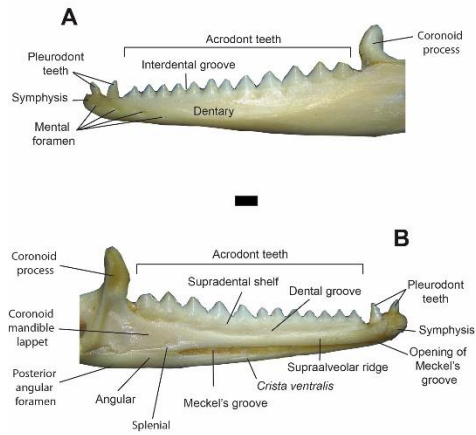 A
Acrodont teeth
Coronoid
process
Pleurodont
teeth
Interdental groove
Symphysis
Mental
foramen
Dentary
B
Coronoid
process
Acrodont teeth
Supradental shelf
Dental groove
Pleurodont
teeth
Coronoid
mandible
lappet
Symphysis
Posterior
angular
foramen
Supraalveolar ridge
Opening of
Meckel's
groove
Angular
Crista ventralis
Meckel's groove
Splenial